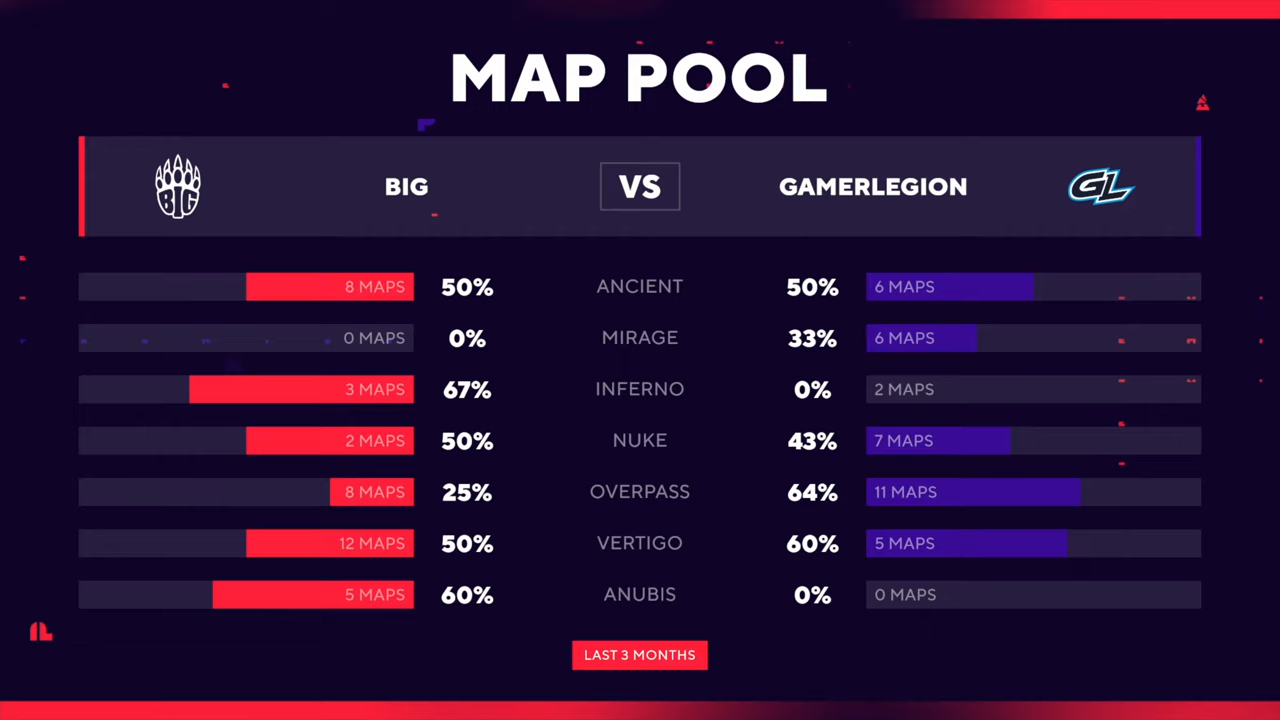 MAP POOL
BIG
BIG VS GAMERLEGION GL
8 MAPS 50% ANCIENT 50% 6 MAPS
0 MAPS 0% MIRAGE 33% 6 MAPS
3 MAPS 67% INFERNO 0% 2 MAPS
2 MAPS 50% NUKE 43% 7 MAPS
8 MAPS 25% OVERPASS 64% 11 MAPS
12 MAPS 50% VERTIGO 60% 5 MAPS
5 MAPS 60% ANUBIS 0% 0 MAPS
LAST 3 MONTHS